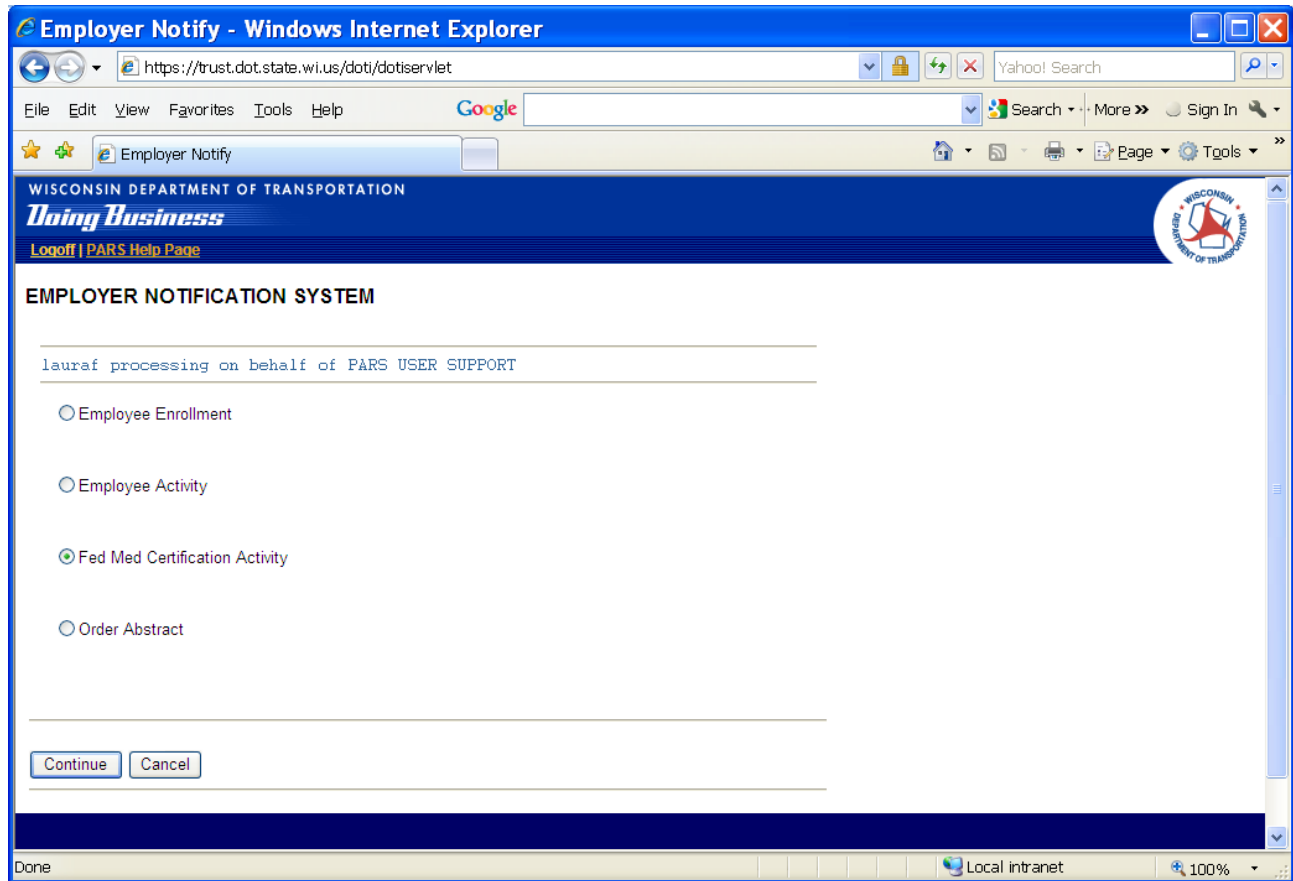 Employer Notify - Windows Internet Explorer
https://trust.dot.state.wi.us/doti/dotiservlet
Yahoo! Search
File Edit View Favorites Tools Help Google Search More » Sign In
Employer Notify Page Tools »
WISCONSIN DEPARTMENT OF TRANSPORTATION
Doing Business
WISCONSIN DEPARTMENT OF TRANSPORTATION
Logoff | PARS Help Page
EMPLOYER NOTIFICATION SYSTEM
lauraf processing on behalf of PARS USER SUPPORT
Employee Enrollment
Employee Activity
Fed Med Certification Activity
Order Abstract
Continue Cancel
Done Local intranet 100%